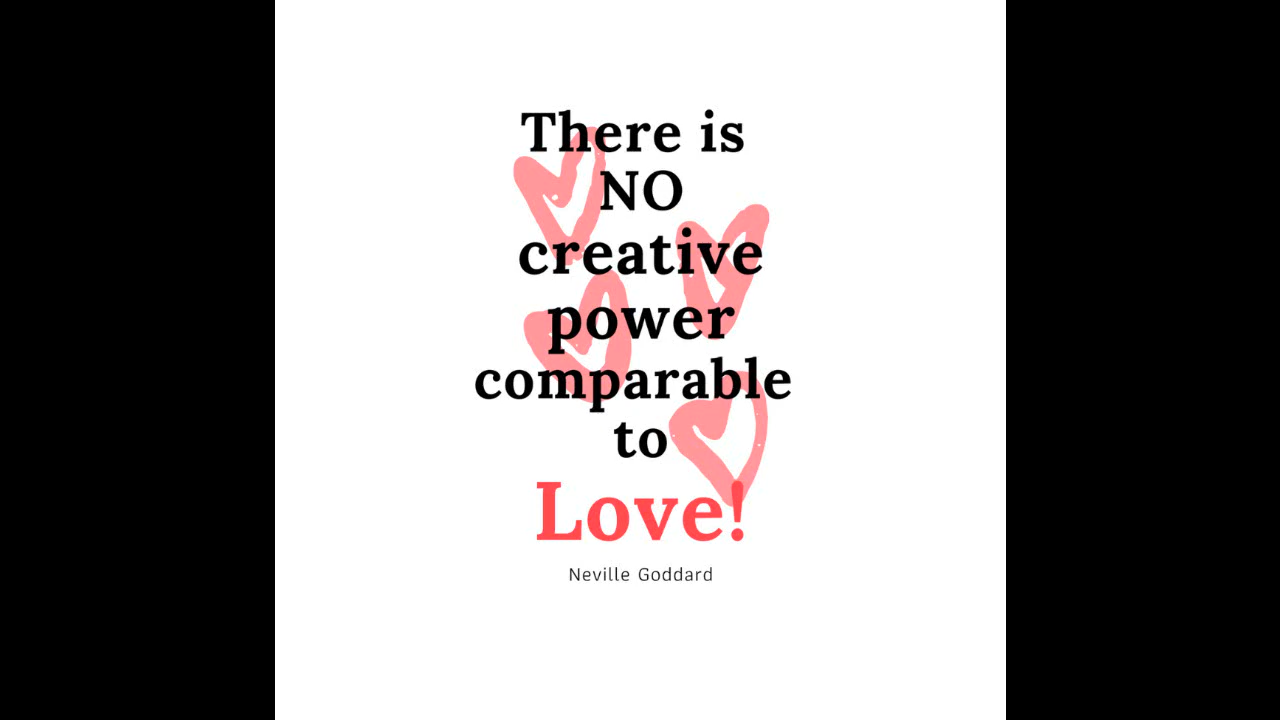 There is
NO
creative
power
comparable
to
Love!
Neville Goddard